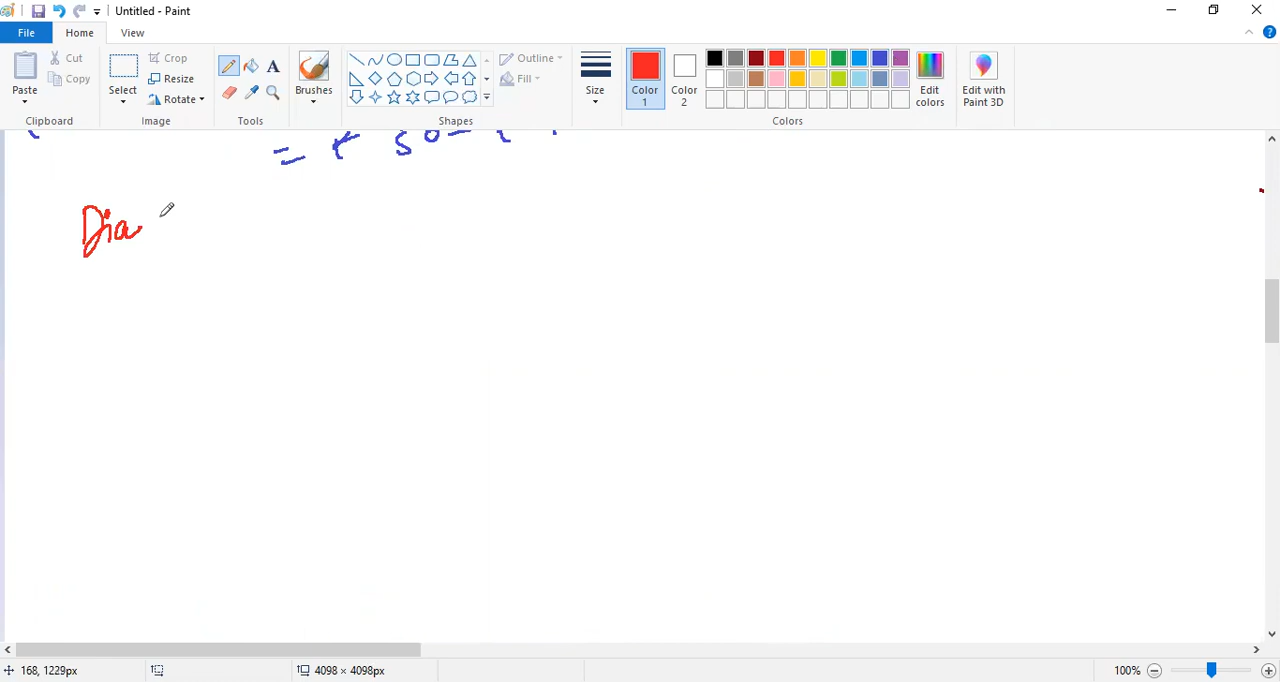 Untitled - Paint
File Home View
Paste Cut Copy Select Crop Resize Rotate A Brushes Outline Fill Size Color 1 Color 2 Edit colors Edit with Paint 3D
Clipboard Image Tools Shapes Colors
Dia
168, 1229px 4098 × 4098px 100%